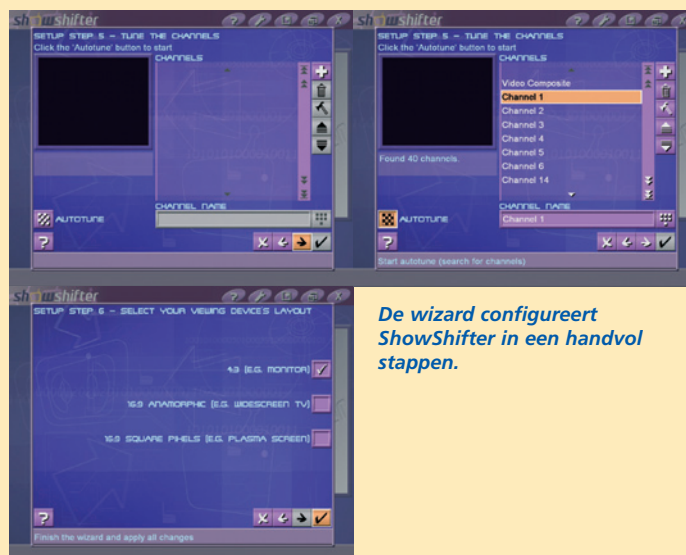 showshifter
SETUP STEP 5 - TUNE THE CHANNELS
Click the 'Autotune' button to start
CHANNELS
AUTOTUNE
CHANNEL NAME
showshifter
SETUP STEP 5 - TUNE THE CHANNELS
Click the 'Autotune' button to start
CHANNELS
Video Composite
Channel 1
Channel 2
Channel 3
Channel 4
Channel 5
Channel 6
Channel 14
Found 40 channels.
AUTOTUNE
CHANNEL NAME
Channel 1
Start autotune (search for channels)
showshifter
SETUP STEP 6 - SELECT YOUR VIEWING DEVICE'S LAYOUT
4:3 (E.G. MONITOR)
16:9 ANAMORPHIC (E.G. WIDESCREEN TV)
16:9 SQUARE PIXELS (E.G. PLASMA SCREEN)
Finish the wizard and apply all changes
De wizard configureert
ShowShifter in een handvol
stappen.